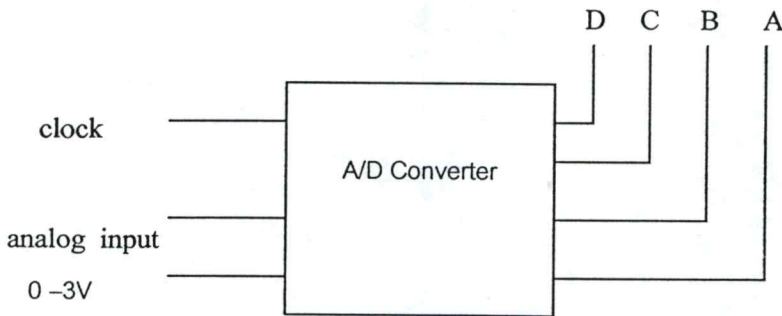 D C B A
clock
A/D Converter
analog input
0 –3V